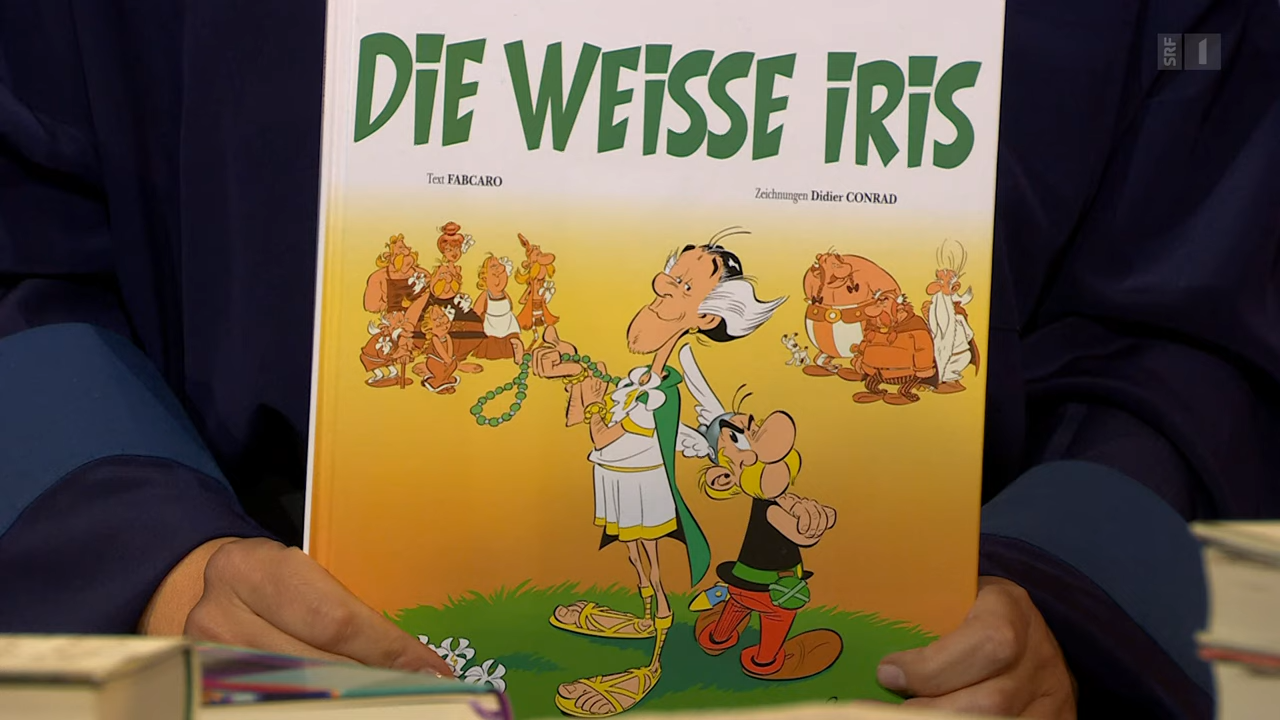 SRF 1
DIE WEISSE IRIS
Text FABCARO
Zeichnungen Didier CONRAD